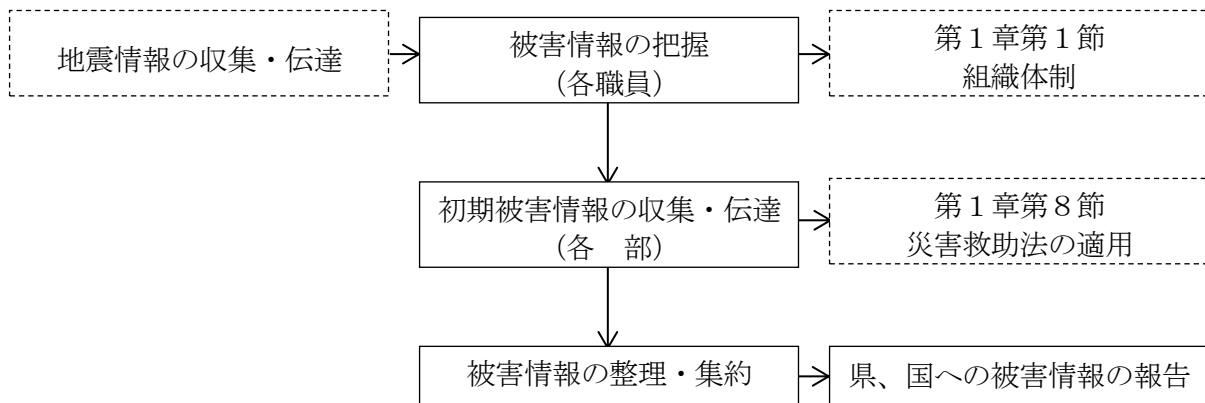 地震情報の収集・伝達
被害情報の把握
(各職員)
第１章第１節
組織体制
初期被害情報の収集・伝達
(各　部)
第１章第８節
災害救助法の適用
被害情報の整理・集約
県、国への被害情報の報告